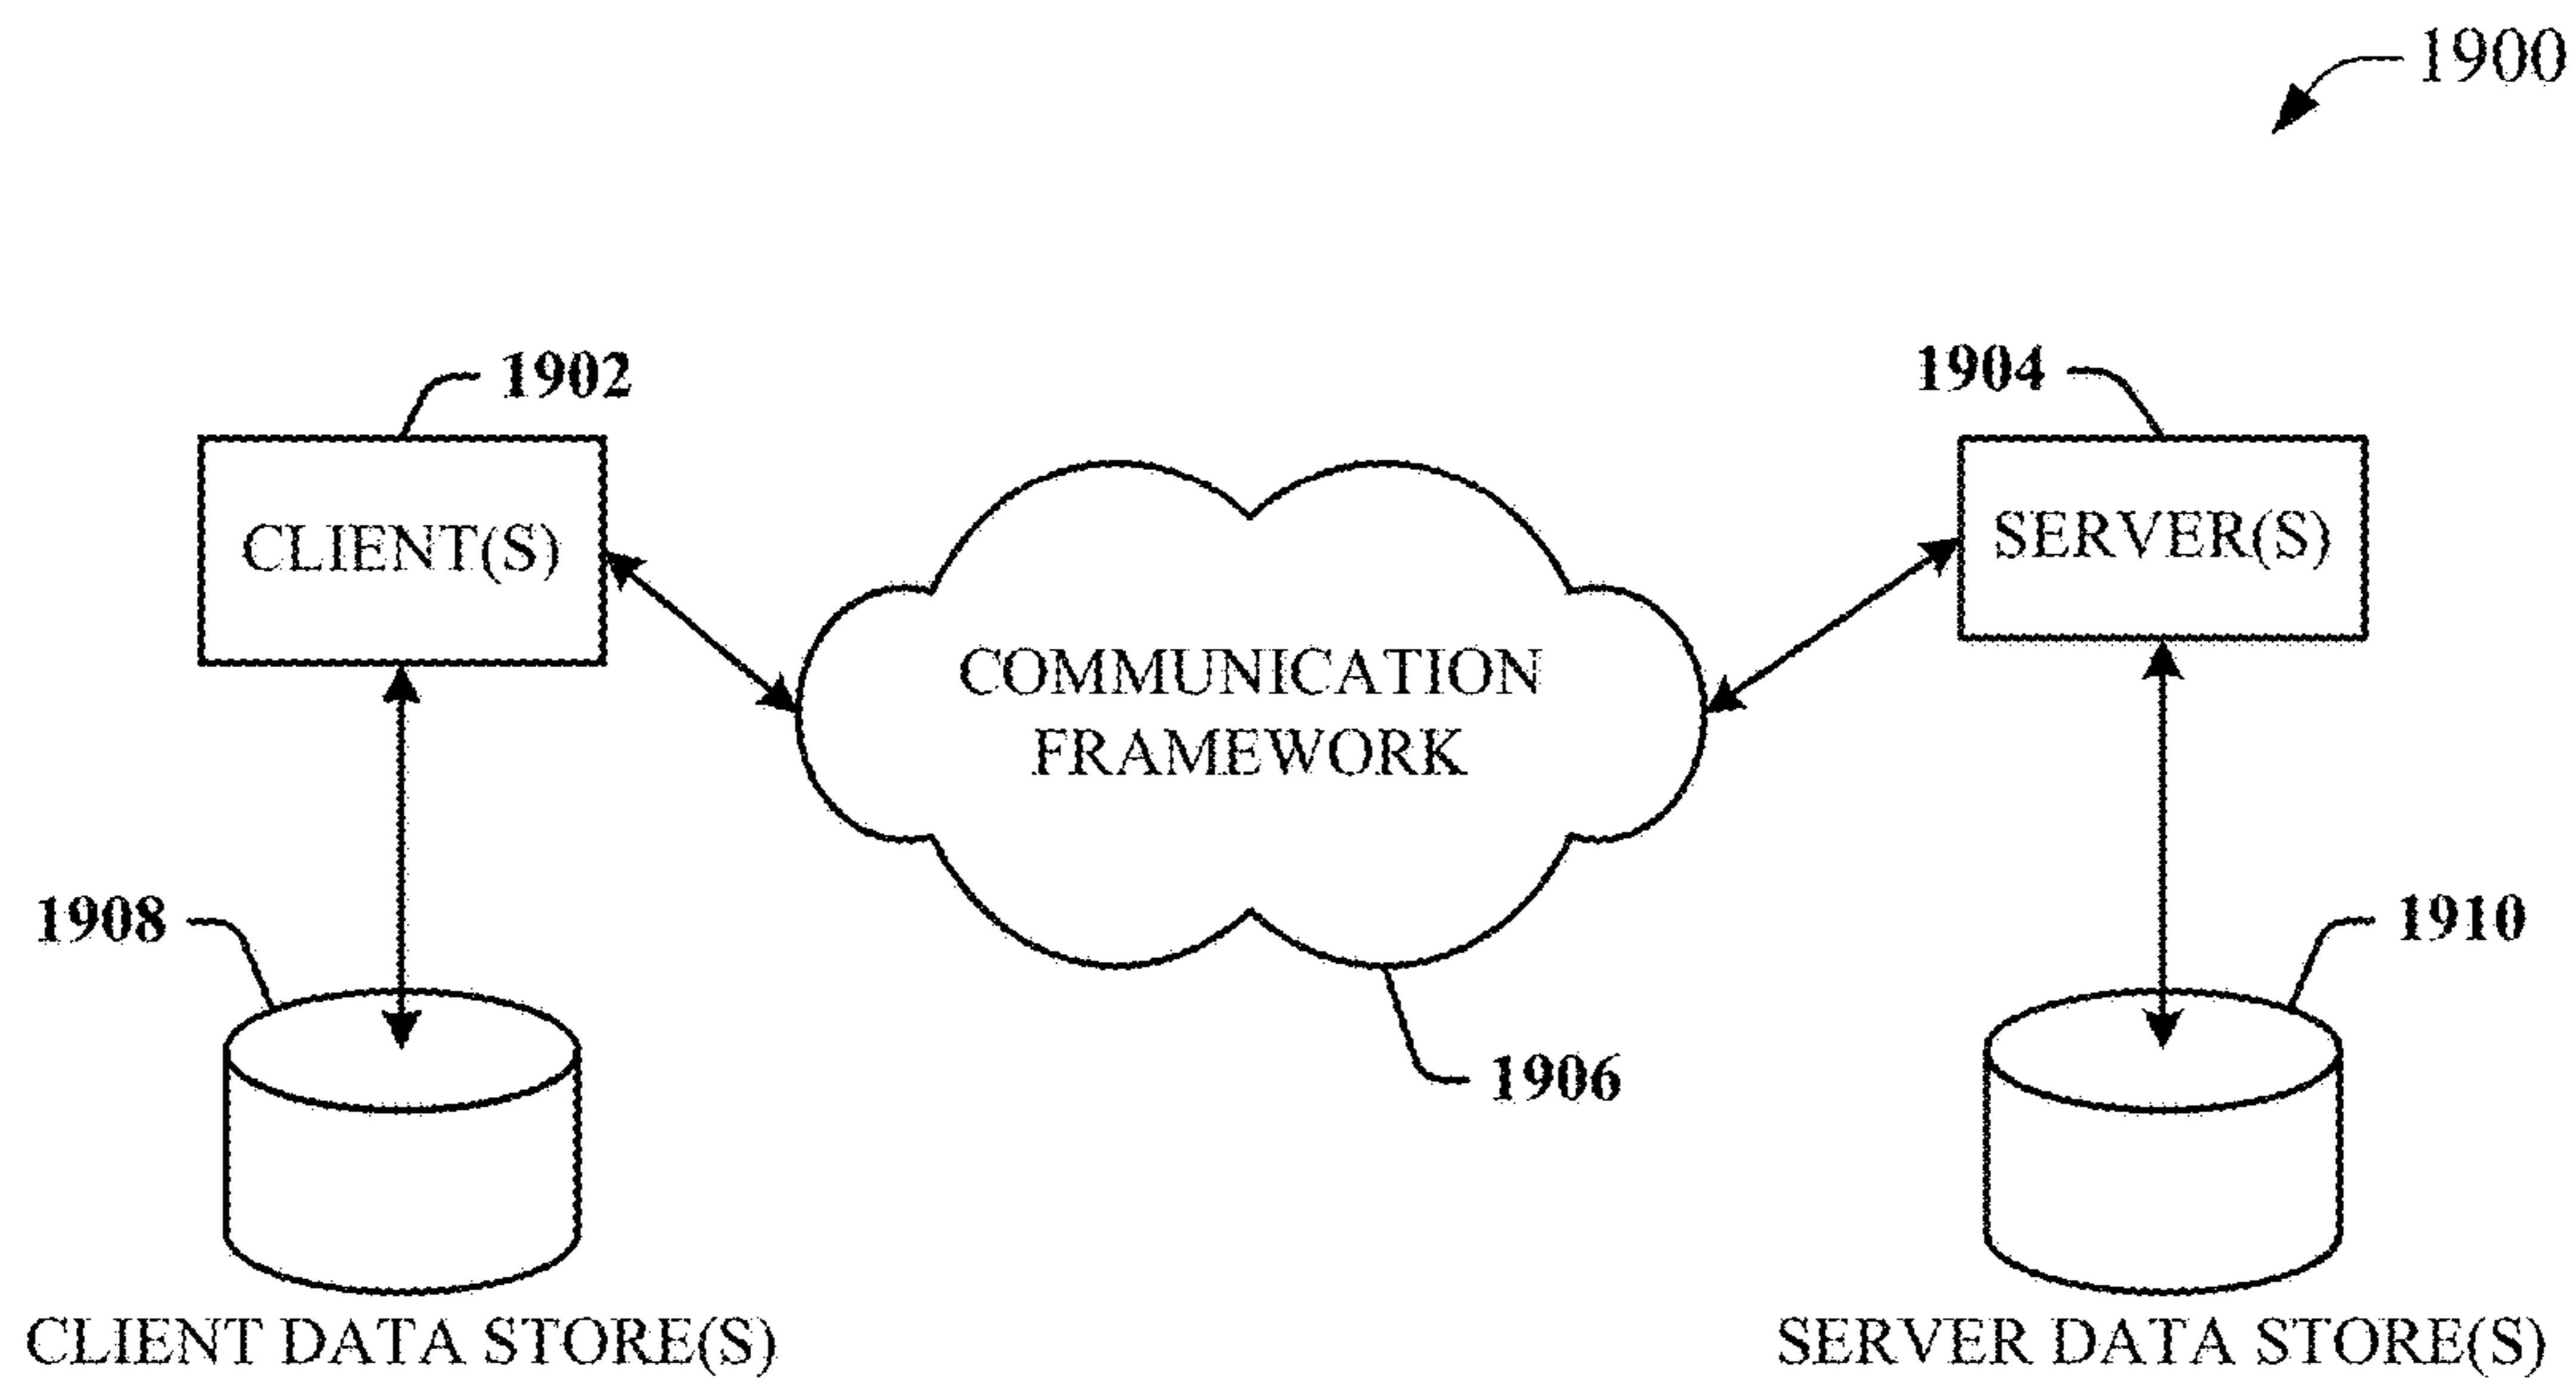 1900
1902
1904
CLIENT(S)
SERVER(S)
COMMUNICATION
FRAMEWORK
1908
1910
1906
CLIENT DATA STORE(S)
SERVER DATA STORE(S)